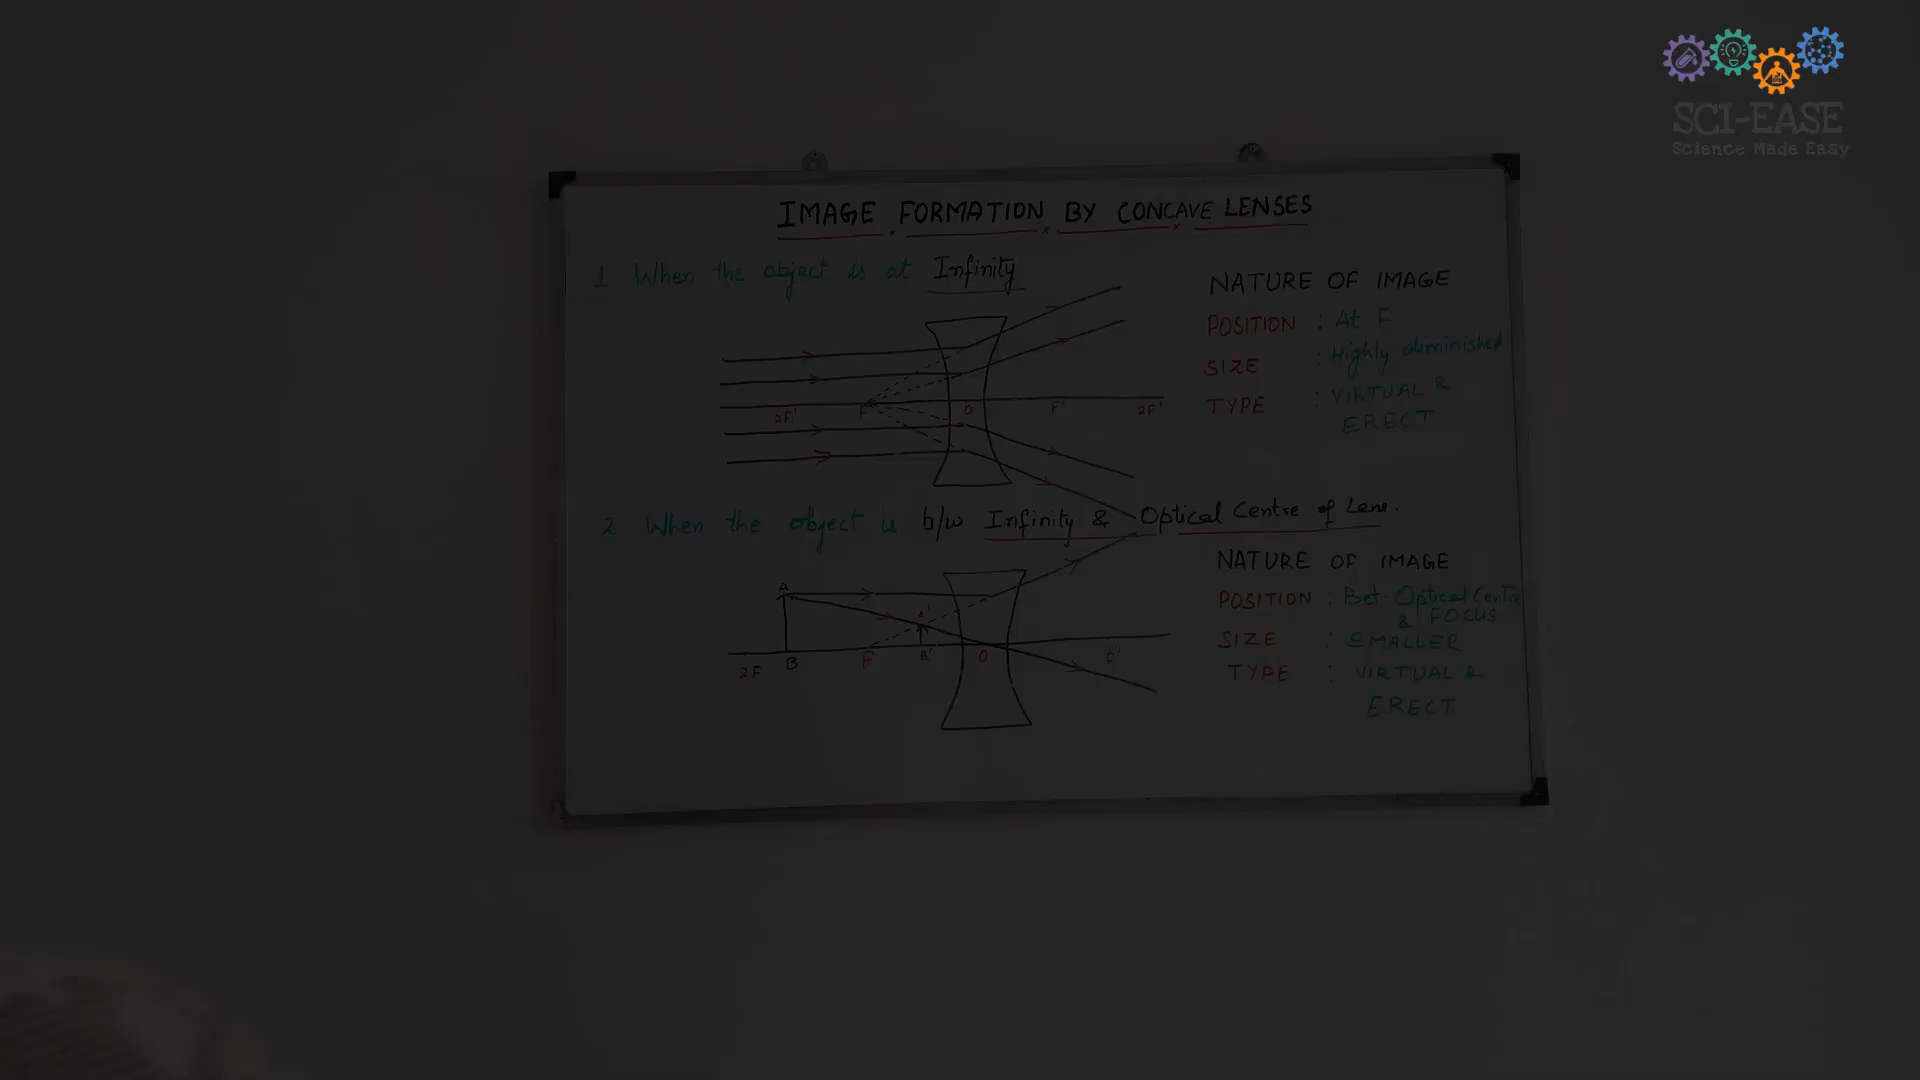 SCI-EASE
Science Made Easy
IMAGE FORMATION BY CONCAVE LENSES
1 When the object is at Infinity
NATURE OF IMAGE
POSITION : At F
SIZE : Highly diminished
TYPE : VIRTUAL &
ERECT
2F' F O F' 2F'
2 When the object is b/w Infinity & Optical Centre of Lens.
NATURE OF IMAGE
POSITION : Bet. Optical Centre
& FOCUS
SIZE : SMALLER
TYPE : VIRTUAL &
ERECT
A A'
2F B F B' O F'